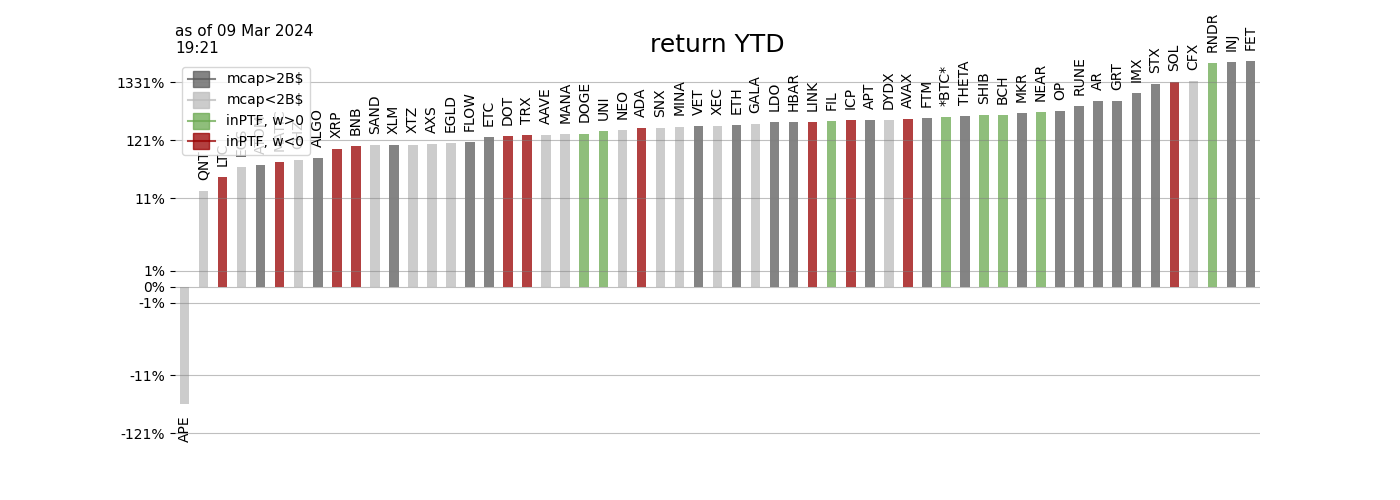 as of 09 Mar 2024
19:21
return YTD
mcap>2B$
mcap<2B$
inPTF, w>0
inPTF, w<0
1331%
121%
11%
1%
0%
-1%
-11%
-121%
APE
QNT
LTC
EOS
ALGO
XRP
BNB
SAND
XLM
XTZ
AXS
EGLD
FLOW
ETC
DOT
TRX
AAVE
MANA
DOGE
UNI
NEO
ADA
SNX
MINA
VET
XEC
ETH
GALA
LDO
HBAR
LINK
FIL
ICP
APT
DYDX
AVAX
FTM
*BTC*
THETA
SHIB
BCH
MKR
NEAR
OP
RUNE
AR
GRT
IMX
STX
SOL
CFX
RNDR
INJ
FET